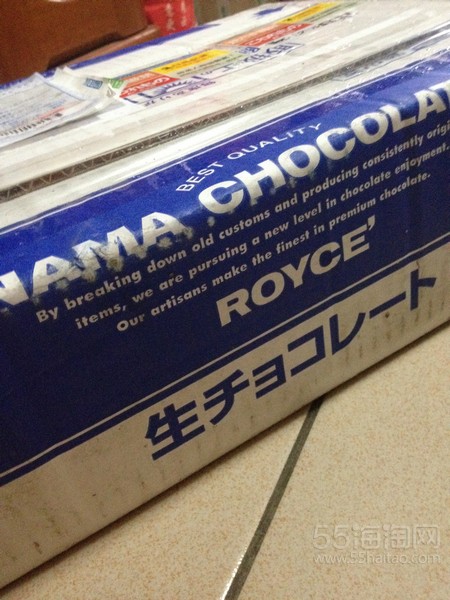 BEST QUALITY
NAMA CHOCOLAT
By breaking down old customs and producing consistently origi
items, we are pursuing a new level in chocolate enjoyment.
Our artisans make the finest in premium chocolate.
ROYCE'
生チョコレート
55海淘网
www.55haitao.com